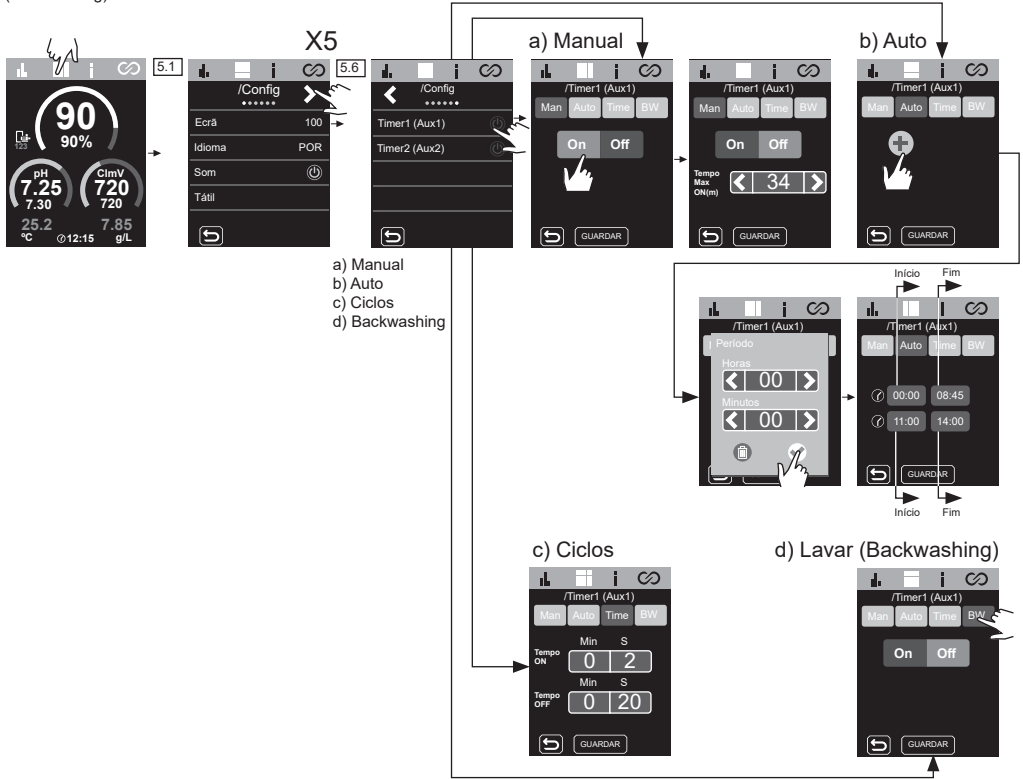 X5
a) Manual
b) Auto
5.1
5.6
90
90%
123
pH
7.25
7.30
ClmV
720
720
25.2
ºC
12:15
7.85
g/L
/Config
Ecrã 100
Idioma POR
Som
Tátil
/Config
Timer1 (Aux1)
Timer2 (Aux2)
a) Manual
b) Auto
c) Ciclos
d) Backwashing
/Timer1 (Aux1)
Man Auto Time BW
On Off
GUARDAR
/Timer1 (Aux1)
Man Auto Time BW
On Off
Tempo
Max
ON(m)
34
GUARDAR
/Timer1 (Aux1)
Man Auto Time BW
GUARDAR
/Timer1 (Aux1)
Período
Horas
00
Minutos
00
Início Fim
/Timer1 (Aux1)
Man Auto Time BW
00:00 08:45
11:00 14:00
GUARDAR
Início Fim
c) Ciclos
/Timer1 (Aux1)
Man Auto Time BW
Min S
Tempo
ON
0 2
Min S
Tempo
OFF
0 20
GUARDAR
d) Lavar (Backwashing)
/Timer1 (Aux1)
Man Auto Time BW
On Off
GUARDAR